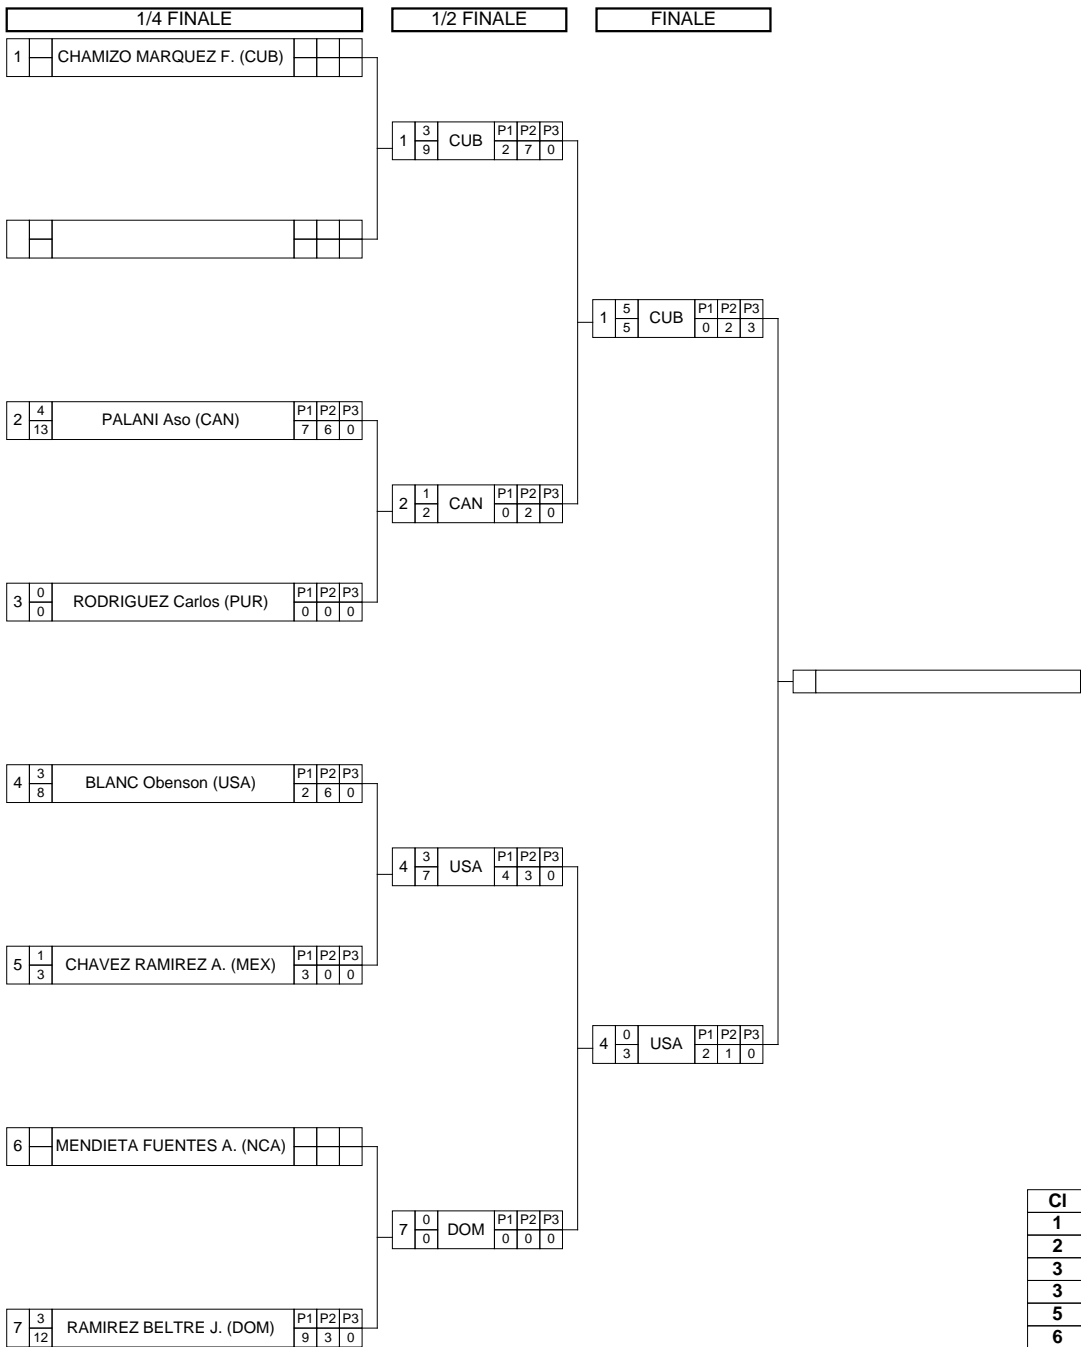 1/4 FINALE 1/2 FINALE FINALE
1 CHAMIZO MARQUEZ F. (CUB)
1 3 9 CUB P1 P2 P3 2 7 0
1 5 5 CUB P1 P2 P3 0 2 3
2 4 13 PALANI Aso (CAN) P1 P2 P3 7 6 0
2 1 2 CAN P1 P2 P3 0 2 0
3 0 0 RODRIGUEZ Carlos (PUR) P1 P2 P3 0 0 0
4 3 8 BLANC Obenson (USA) P1 P2 P3 2 6 0
4 3 7 USA P1 P2 P3 4 3 0
5 1 3 CHAVEZ RAMIREZ A. (MEX) P1 P2 P3 3 0 0
4 0 3 USA P1 P2 P3 2 1 0
6 MENDIETA FUENTES A. (NCA)
7 0 0 DOM P1 P2 P3 0 0 0
7 3 12 RAMIREZ BELTRE J. (DOM) P1 P2 P3 9 3 0
Cl
1
2
3
3
5
6